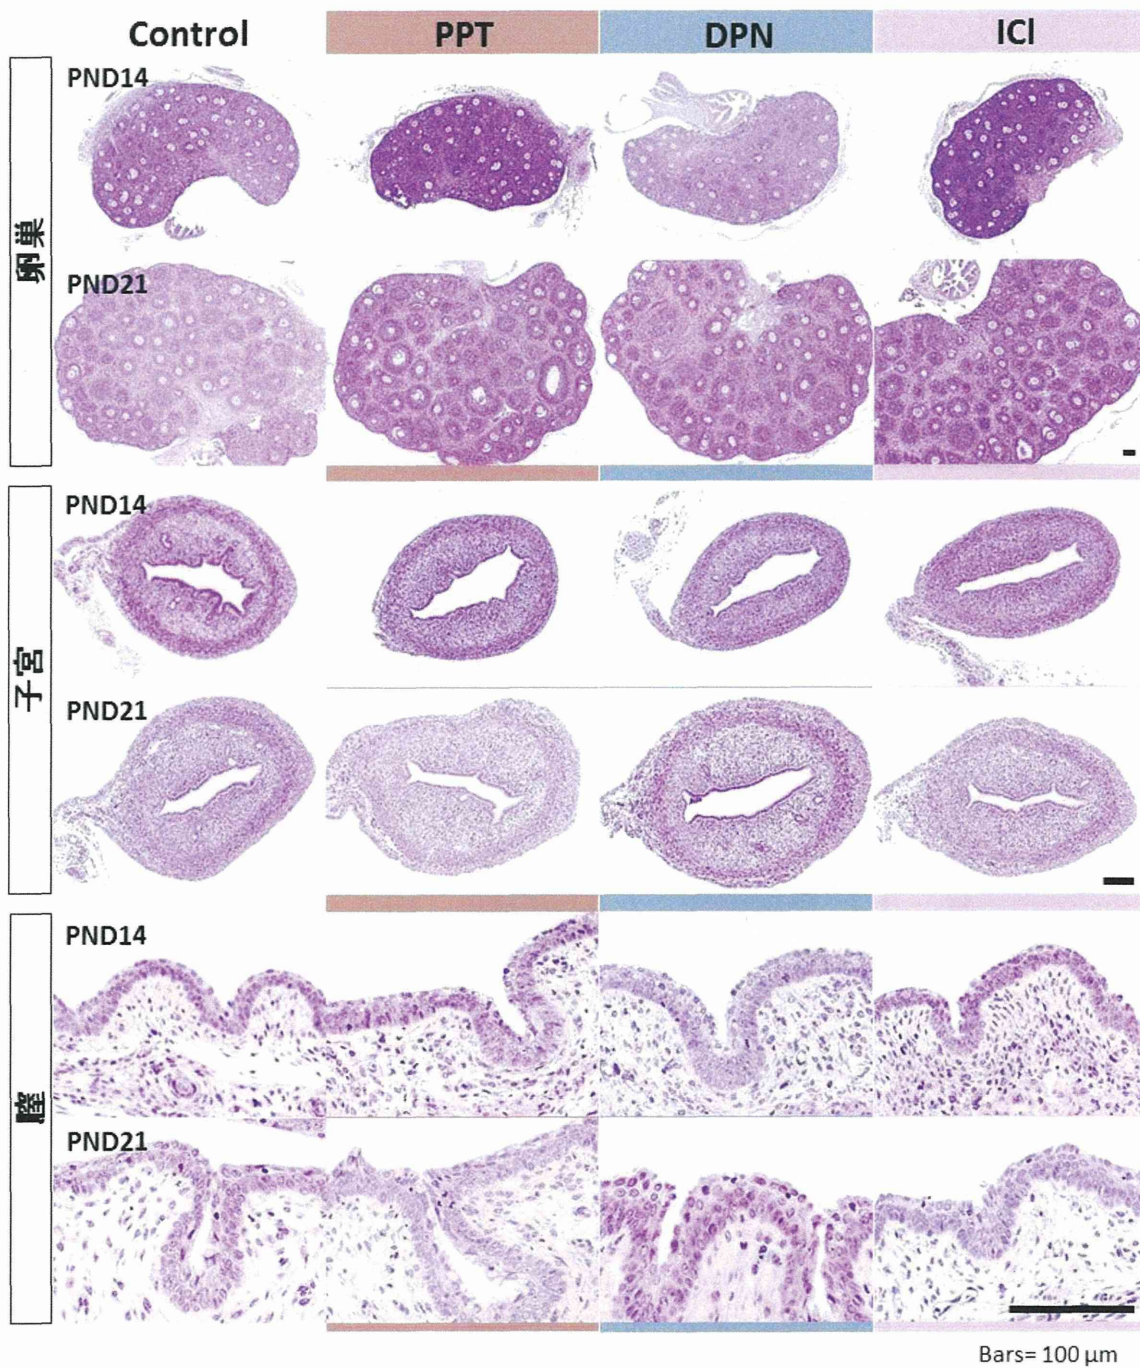 Control PPT DPN ICI
卵巣
PND14
PND21
子宮
PND14
PND21
膣
PND14
PND21
Bars= 100 μm